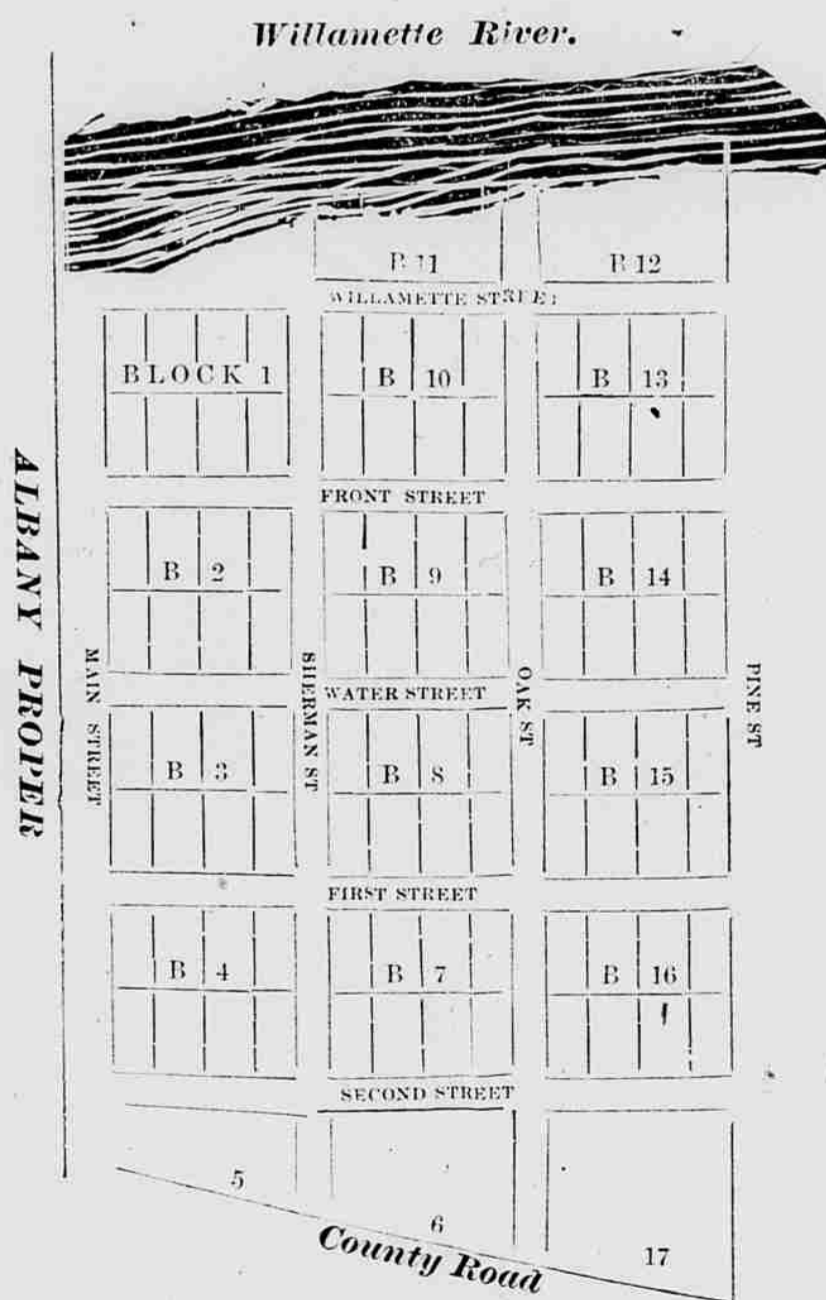 Willamette River.
B 11
B 12
WILLAMETTE STREET
BLOCK 1
B 10
B 13
FRONT STREET
B 2
B 9
B 14
ALBANY PROPER
MAIN STREET
SHERMAN ST
WATER STREET
OAK ST
PINE ST
B 3
B 8
B 15
FIRST STREET
B 4
B 7
B 16
SECOND STREET
5
6
17
County Road